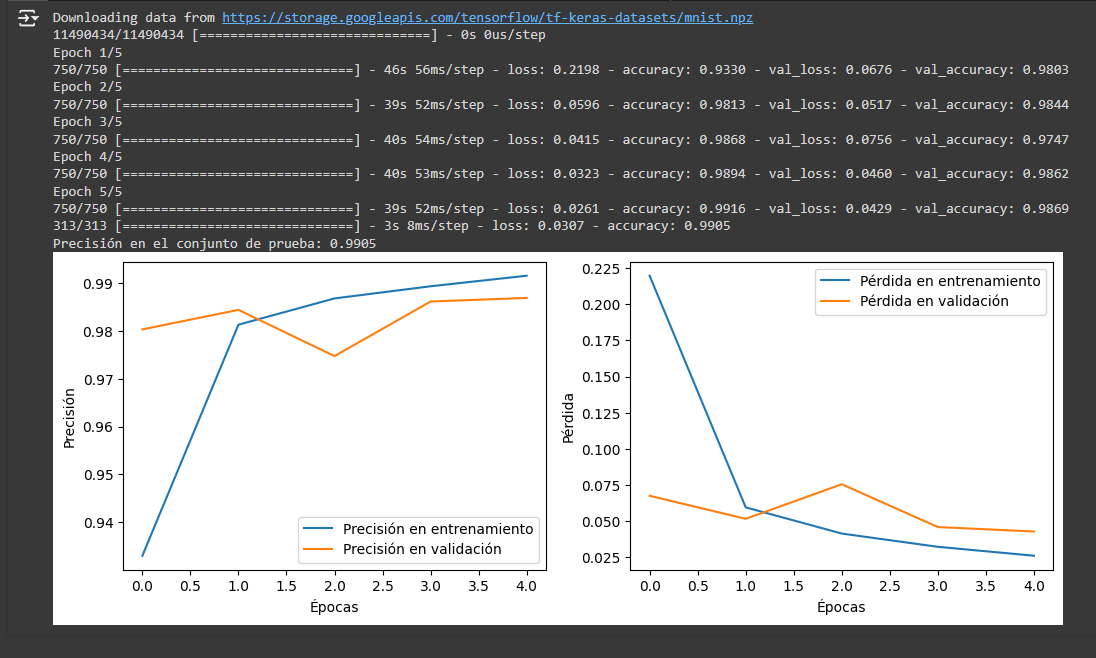 Downloading data from https://storage.googleapis.com/tensorflow/tf-keras-datasets/mnist.npz
11490434/11490434 [==============================] - 0s 0us/step
Epoch 1/5
750/750 [==============================] - 46s 56ms/step - loss: 0.2198 - accuracy: 0.9330 - val_loss: 0.0676 - val_accuracy: 0.9803
Epoch 2/5
750/750 [==============================] - 39s 52ms/step - loss: 0.0596 - accuracy: 0.9813 - val_loss: 0.0517 - val_accuracy: 0.9844
Epoch 3/5
750/750 [==============================] - 40s 54ms/step - loss: 0.0415 - accuracy: 0.9868 - val_loss: 0.0756 - val_accuracy: 0.9747
Epoch 4/5
750/750 [==============================] - 40s 53ms/step - loss: 0.0323 - accuracy: 0.9894 - val_loss: 0.0460 - val_accuracy: 0.9862
Epoch 5/5
750/750 [==============================] - 39s 52ms/step - loss: 0.0261 - accuracy: 0.9916 - val_loss: 0.0429 - val_accuracy: 0.9869
313/313 [==============================] - 3s 8ms/step - loss: 0.0307 - accuracy: 0.9905
Precisión en el conjunto de prueba: 0.9905
Precisión
0.99
0.98
0.97
0.96
0.95
0.94
Precisión en entrenamiento
Precisión en validación
0.0 0.5 1.0 1.5 2.0 2.5 3.0 3.5 4.0
Épocas
Pérdida
0.225
0.200
0.175
0.150
0.125
0.100
0.075
0.050
0.025
Pérdida en entrenamiento
Pérdida en validación
0.0 0.5 1.0 1.5 2.0 2.5 3.0 3.5 4.0
Épocas